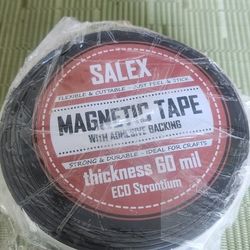 SALEX
FLEXIBLE & CUTTABLE - JUST PEEL & STICK
MAGNETIC TAPE
WITH ADHESIVE BACKING
STRONG & DURABLE - IDEAL FOR CRAFTS
thickness 60 mil
ECO Strontium